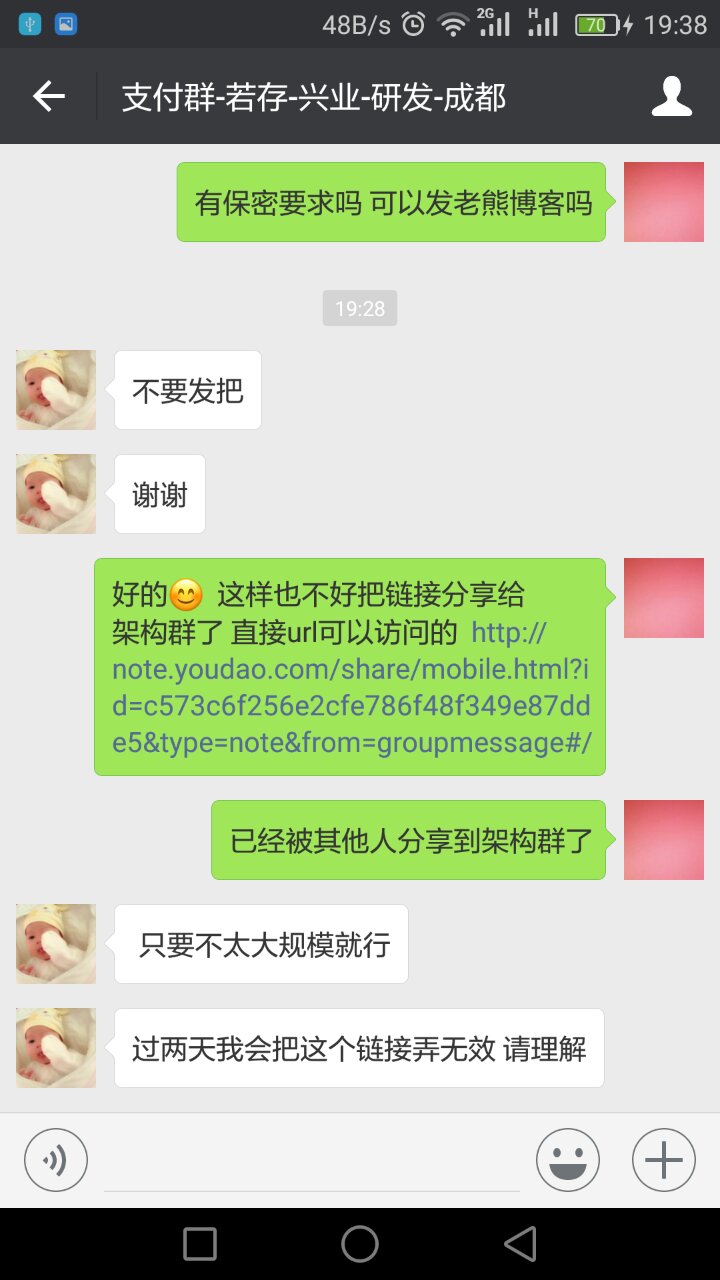 48B/s 2G H 70 19:38
支付群-若存-兴业-研发-成都
有保密要求吗 可以发老熊博客吗
19:28
不要发把
谢谢
好的😊 这样也不好把链接分享给
架构群了 直接url可以访问的 http://
note.youdao.com/share/mobile.html?i
d=c573c6f256e2cfe786f48f349e87dd
e5&type=note&from=groupmessage#/
已经被其他人分享到架构群了
只要不太大规模就行
过两天我会把这个链接弄无效 请理解